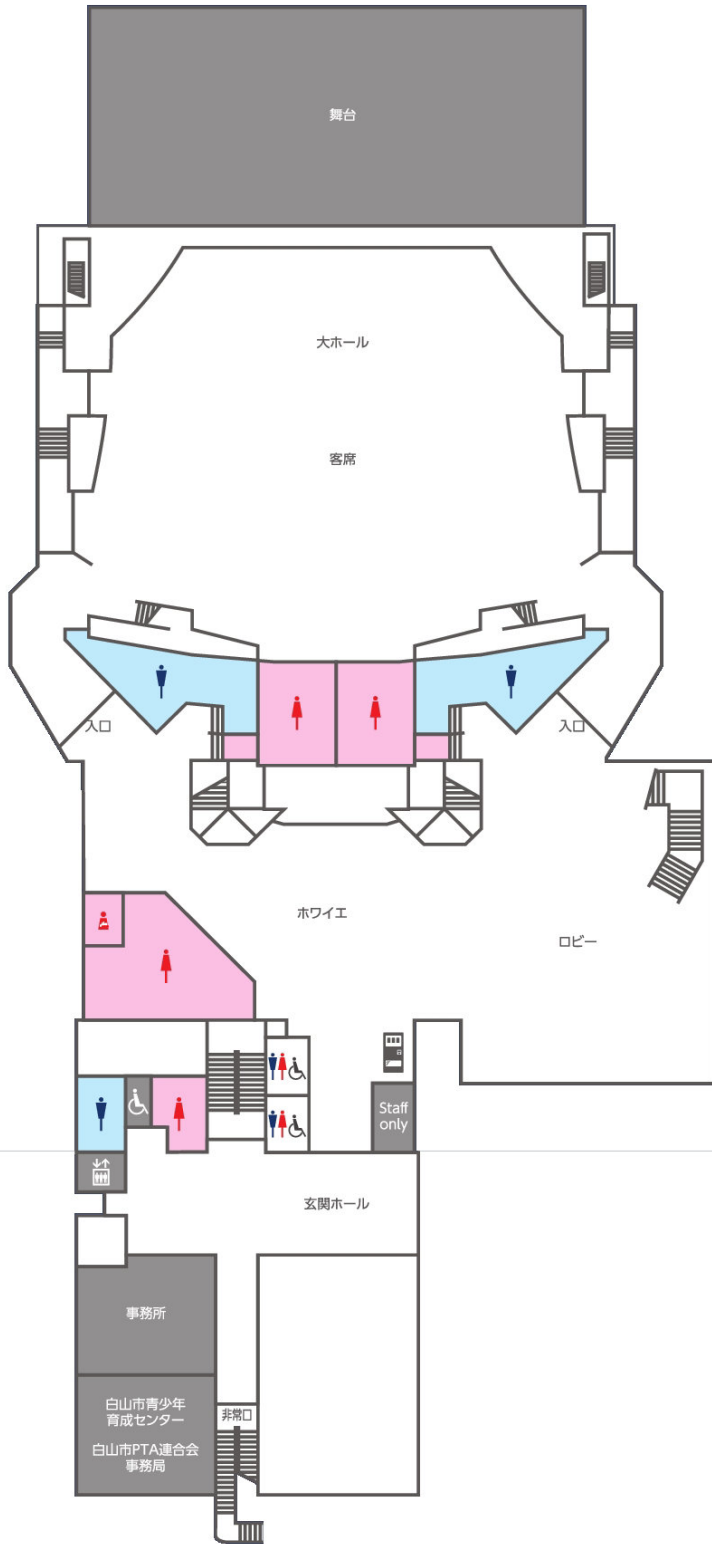 舞台
大ホール
客席
入口
入口
ホワイエ
ロビー
Staff
only
玄関ホール
事務所
白山市青少年
育成センター
白山市PTA連合会
事務局
非常口